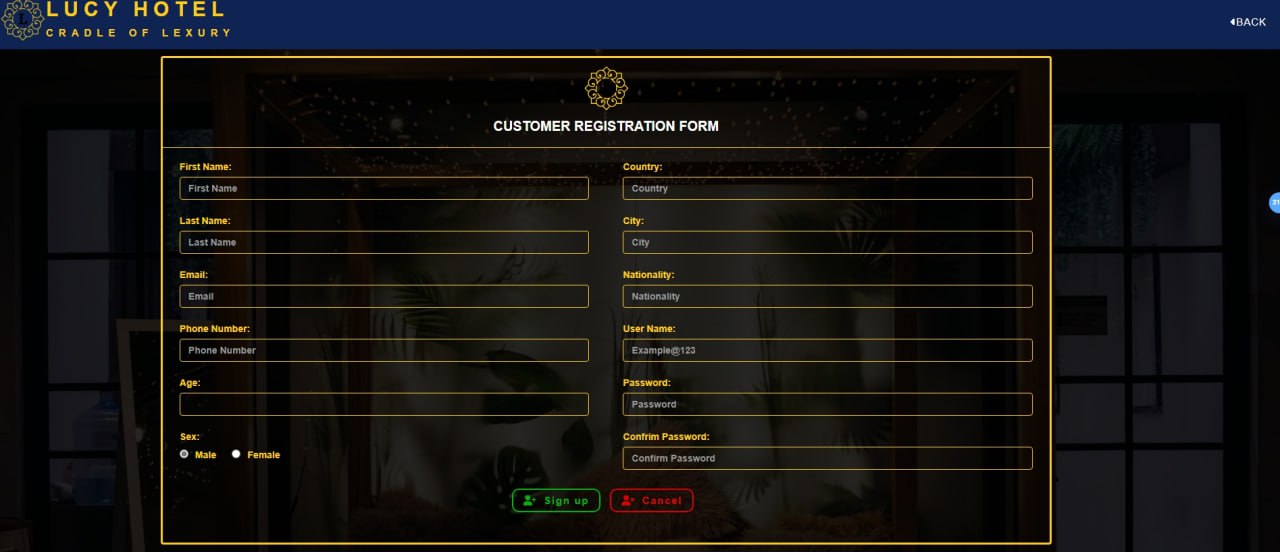 LUCY HOTEL
CRADLE OF LEXURY
BACK
CUSTOMER REGISTRATION FORM
First Name:
First Name
Last Name:
Last Name
Email:
Email
Phone Number:
Phone Number
Age:
Sex:
Male Female
Country:
Country
City:
City
Nationality:
Nationality
User Name:
Example@123
Password:
Password
Confrim Password:
Confirm Password
Sign up Cancel
21